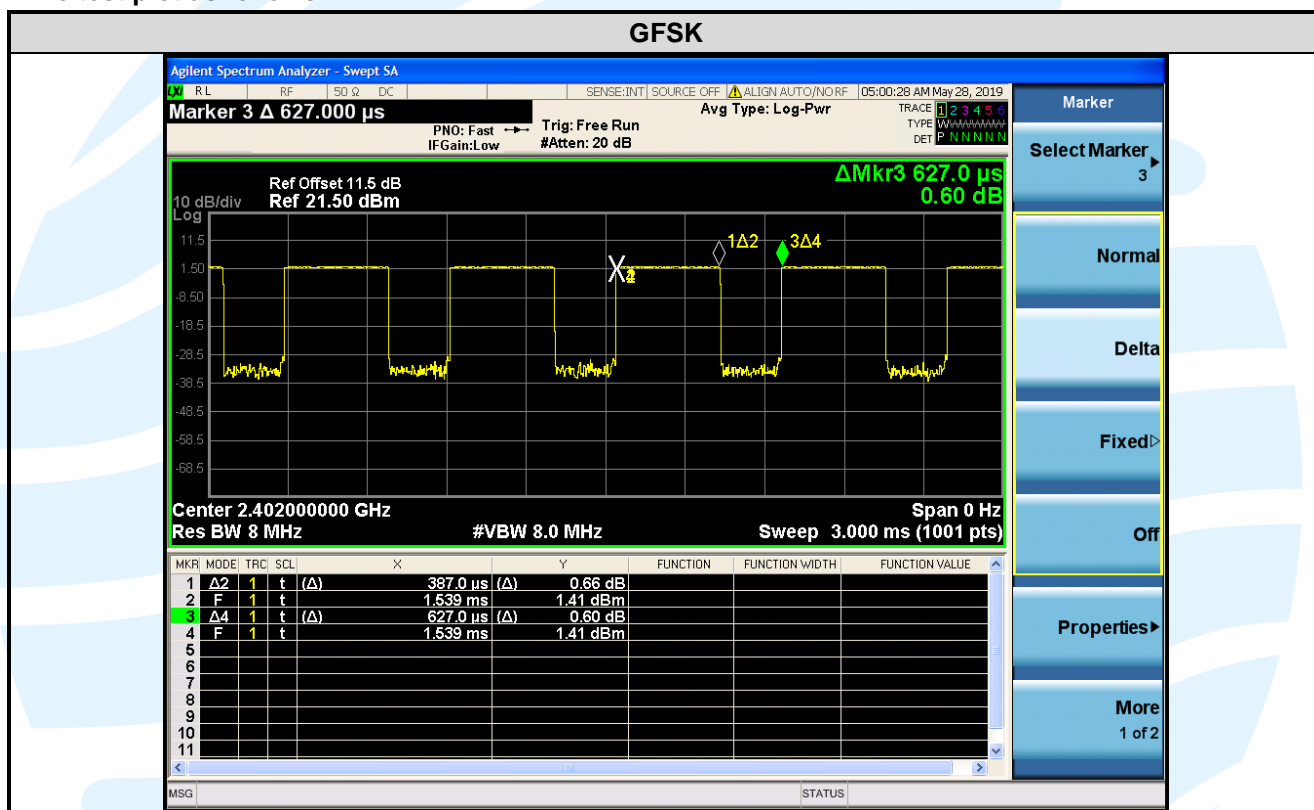 GFSK
Agilent Spectrum Analyzer - Swept SA
LXI RL RF 50 Ω DC SENSE:INT SOURCE OFF ALIGN AUTO/NO RF 05:00:28 AM May 28, 2019
Marker 3 Δ 627.000 µs
PNO: Fast
IFGain:Low
Trig: Free Run
#Atten: 20 dB
Avg Type: Log-Pwr
TRACE 1 2 3 4 5 6
TYPE WWWWWW
DET P N N N N N
Ref Offset 11.5 dB
10 dB/div Ref 21.50 dBm
Log
ΔMkr3 627.0 µs
0.60 dB
11.5
1.50
-8.50
-18.5
-28.5
-38.5
-48.5
-58.5
-68.5
1Δ2
3Δ4
Center 2.402000000 GHz Span 0 Hz
Res BW 8 MHz #VBW 8.0 MHz Sweep 3.000 ms (1001 pts)
MKR MODE TRC SCL X Y FUNCTION FUNCTION WIDTH FUNCTION VALUE
1 Δ2 1 t (Δ) 387.0 µs (Δ) 0.66 dB
2 F 1 t 1.539 ms 1.41 dBm
3 Δ4 1 t (Δ) 627.0 µs (Δ) 0.60 dB
4 F 1 t 1.539 ms 1.41 dBm
5
6
7
8
9
10
11
MSG STATUS
Marker
Select Marker
3
Normal
Delta
Fixed
Off
Properties
More
1 of 2